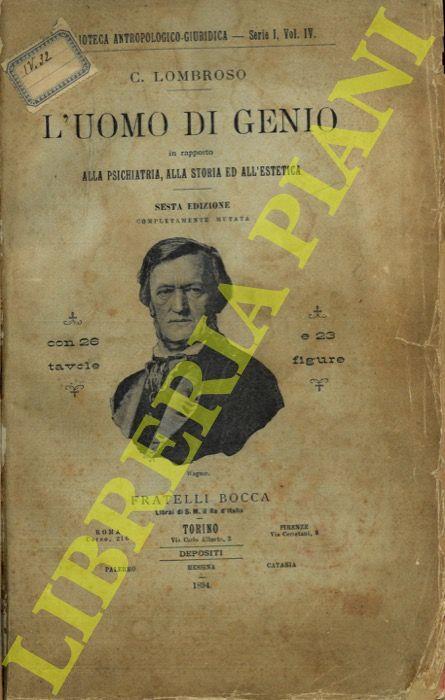 IOTECA ANTROPOLOGICO-GIURIDICA — Serie I, Vol. IV.
IV.32
C. LOMBROSO
L'UOMO DI GENIO
in rapporto
ALLA PSICHIATRIA, ALLA STORIA ED ALL'ESTETICA
SESTA EDIZIONE
COMPLETAMENTE MUTATA
con 26
tavole
e 23
figure
Wagner.
FRATELLI BOCCA
Librai di S. M. il Re d'Italia
ROMA
Corso, 216
TORINO
Via Carlo Alberto, 3
FIRENZE
Via Cerretani, 8
DEPOSITI
PALERMO
MESSINA
CATANIA
1894.
LIBRERIA PIANI